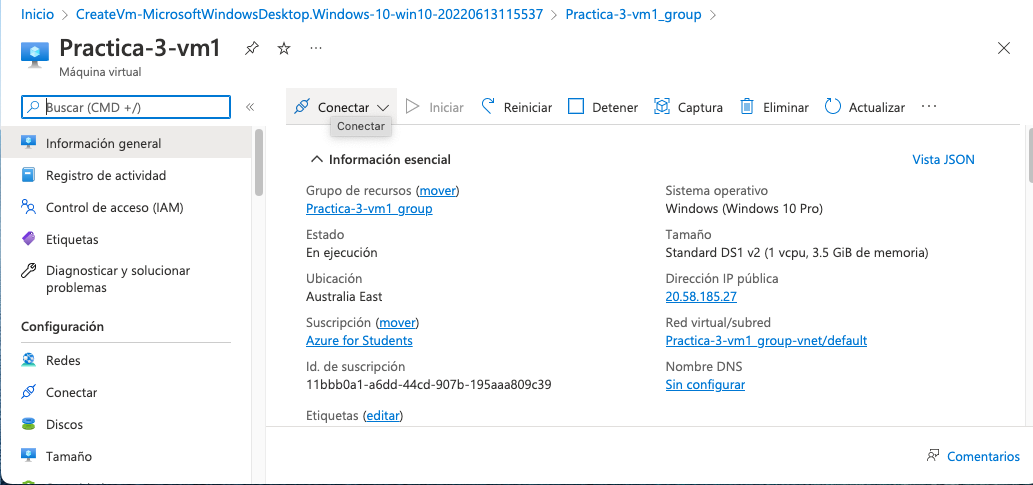 Inicio > CreateVm-MicrosoftWindowsDesktop.Windows-10-win10-20220613115537 > Practica-3-vm1_group >
Practica-3-vm1 ...
Máquina virtual
Buscar (CMD +/) «
Conectar Iniciar Reiniciar Detener Captura Eliminar Actualizar ...
Conectar
Información general
Registro de actividad
Control de acceso (IAM)
Etiquetas
Diagnosticar y solucionar
problemas
Configuración
Redes
Conectar
Discos
Tamaño
Información esencial Vista JSON
Grupo de recursos (mover)
Practica-3-vm1_group
Estado
En ejecución
Ubicación
Australia East
Suscripción (mover)
Azure for Students
Id. de suscripción
11bbb0a1-a6dd-44cd-907b-195aaa809c39
Etiquetas (editar)
Sistema operativo
Windows (Windows 10 Pro)
Tamaño
Standard DS1 v2 (1 vcpu, 3.5 GiB de memoria)
Dirección IP pública
20.58.185.27
Red virtual/subred
Practica-3-vm1_group-vnet/default
Nombre DNS
Sin configurar
Comentarios